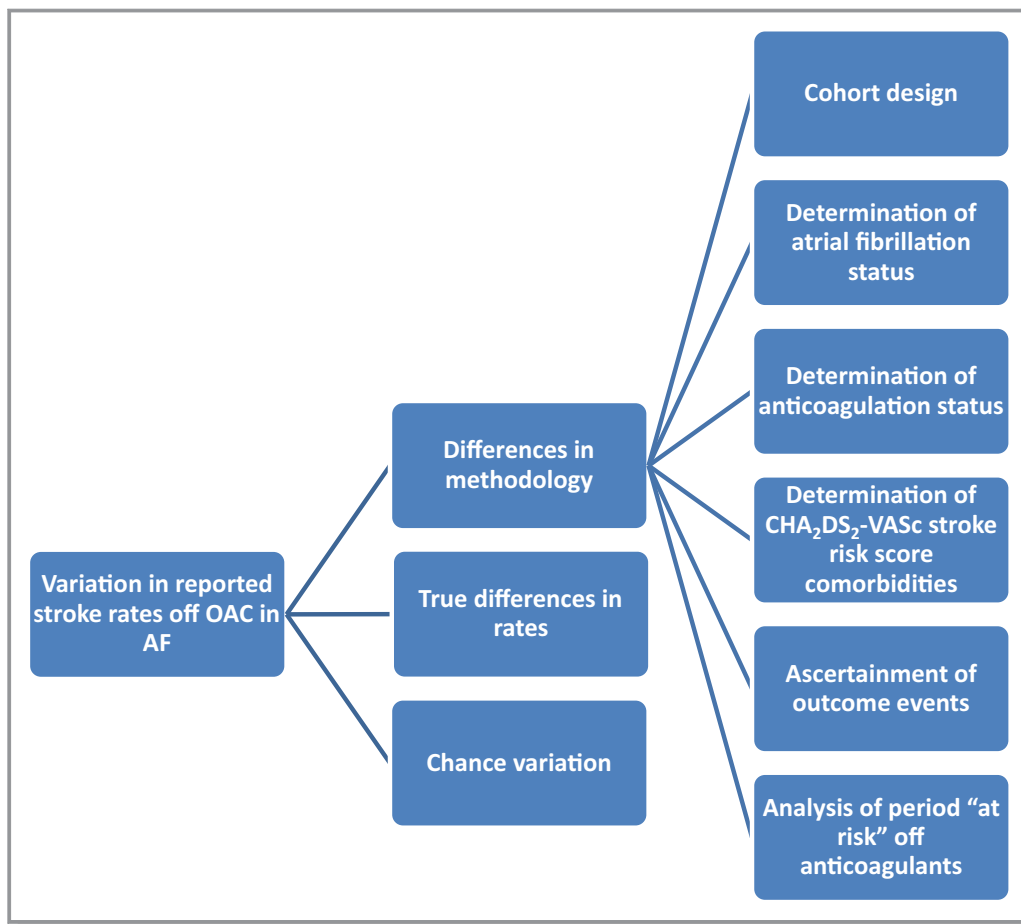 Variation in reported
stroke rates off OAC in
AF
Differences in
methodology
True differences in
rates
Chance variation
Cohort design
Determination of
atrial fibrillation
status
Determination of
anticoagulation status
Determination of
CHA₂DS₂-VASc stroke
risk score
comorbidities
Ascertainment of
outcome events
Analysis of period “at
risk” off
anticoagulants